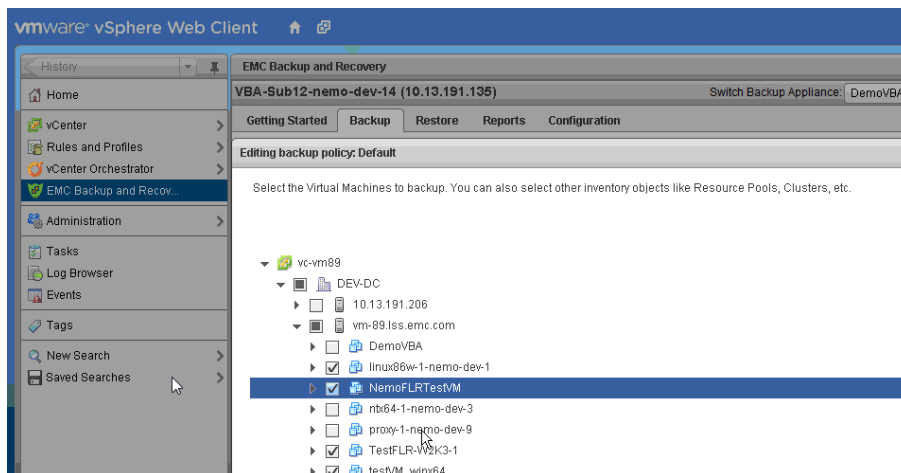 vmware vSphere Web Client
History
EMC Backup and Recovery
Home
VBA-Sub12-nemo-dev-14 (10.13.191.135)
Switch Backup Appliance: DemoVBA
vCenter
Rules and Profiles
vCenter Orchestrator
EMC Backup and Recov...
Administration
Tasks
Log Browser
Events
Tags
New Search
Saved Searches
Getting Started Backup Restore Reports Configuration
Editing backup policy: Default
Select the Virtual Machines to backup. You can also select other inventory objects like Resource Pools, Clusters, etc.
vc-vm89
DEV-DC
10.13.191.206
vm-89.lss.emc.com
DemoVBA
linux86w-1-nemo-dev-1
NemoFLRTestVM
ntx64-1-nemo-dev-3
proxy-1-nemo-dev-9
TestFLR-W2K3-1
testVM_winx64